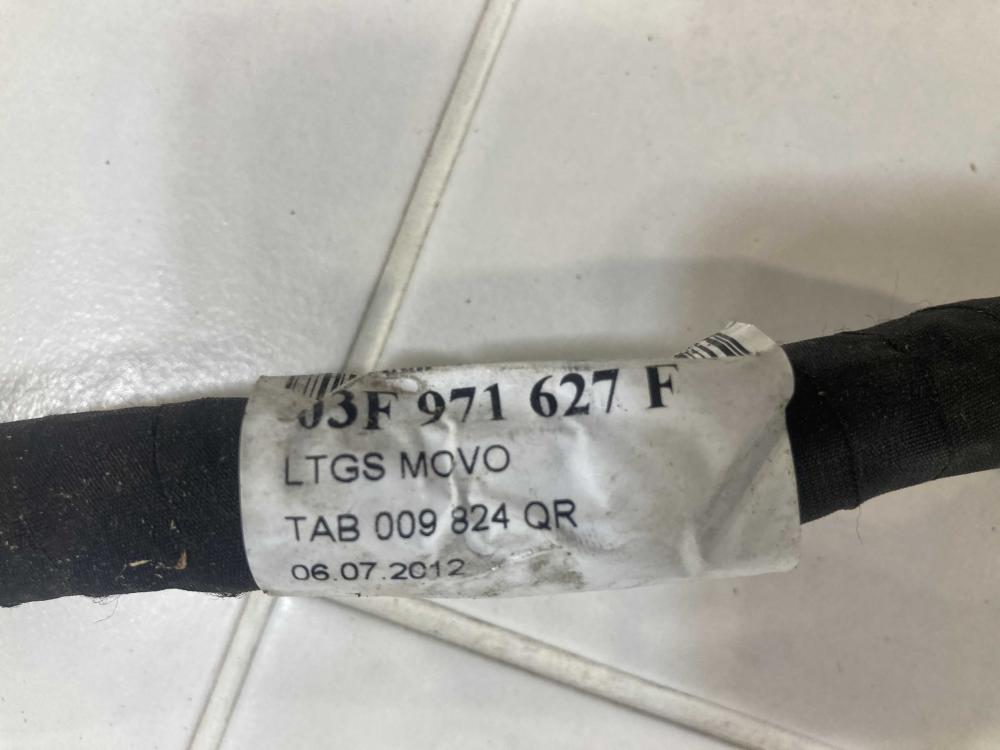 03F 971 627 F
LTGS MOVO
TAB 009 824 QR
06.07.2012